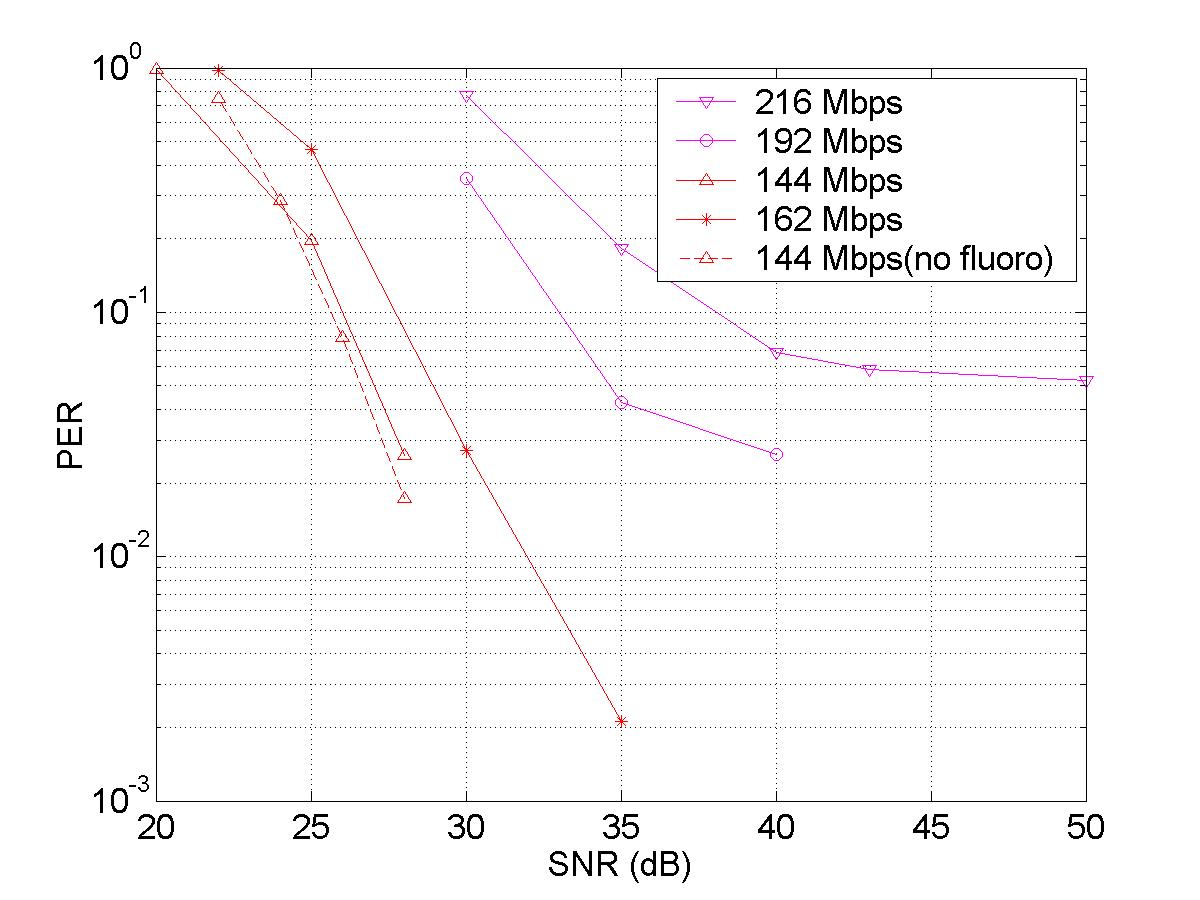 10^0
10^-1
10^-2
10^-3
PER
216 Mbps
192 Mbps
144 Mbps
162 Mbps
144 Mbps(no fluoro)
20 25 30 35 40 45 50
SNR (dB)